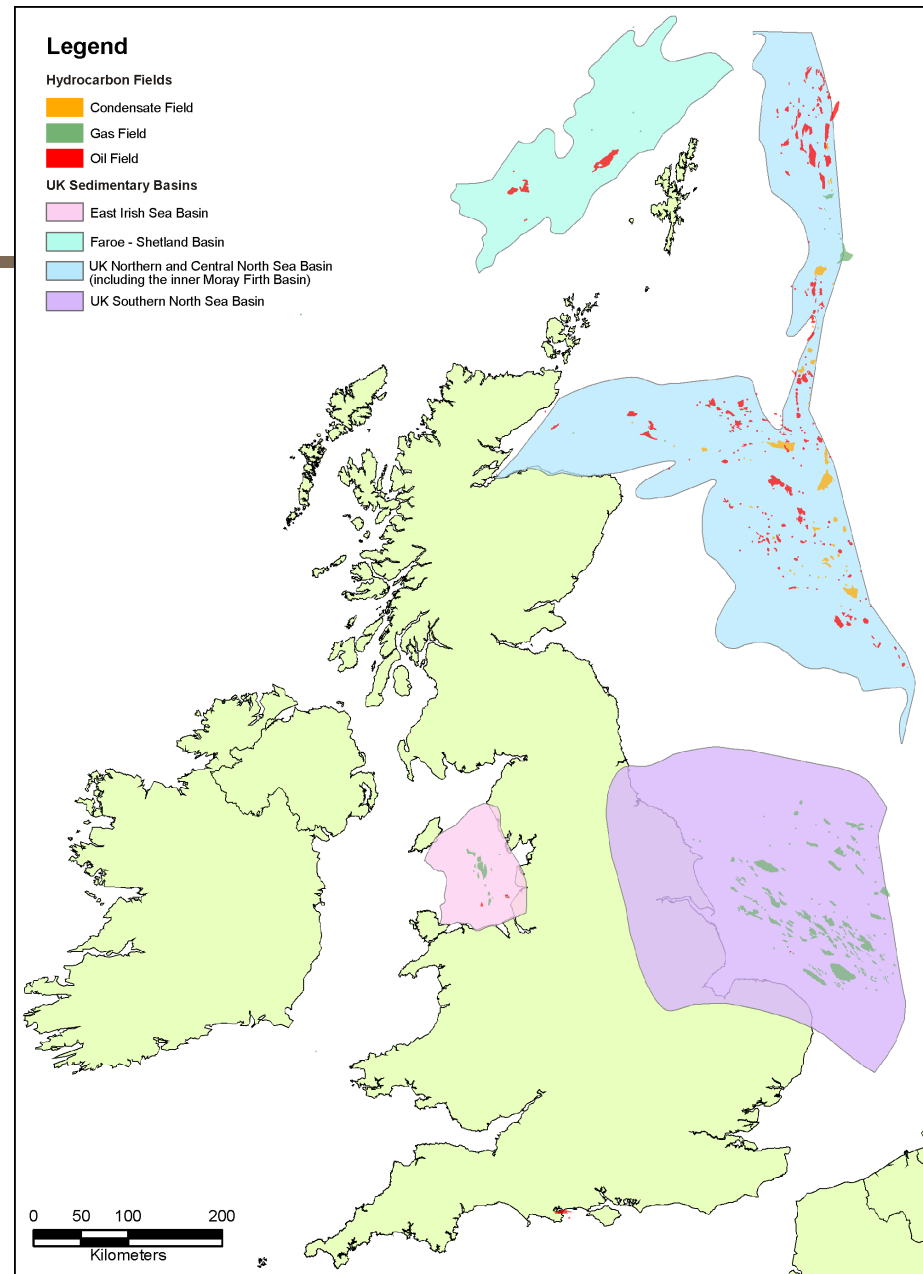 Legend
Hydrocarbon Fields
Condensate Field
Gas Field
Oil Field
UK Sedimentary Basins
East Irish Sea Basin
Faroe - Shetland Basin
UK Northern and Central North Sea Basin
(including the inner Moray Firth Basin)
UK Southern North Sea Basin
0 50 100 200
Kilometers